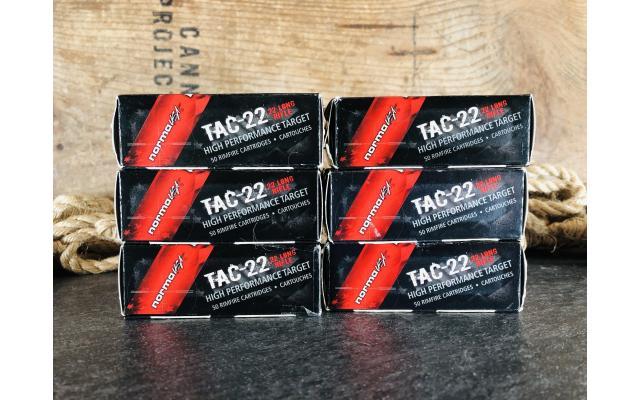 CANN
PROJEC
norma
TAC-22 .22 LONG RIFLE
HIGH PERFORMANCE TARGET
50 RIMFIRE CARTRIDGES • CARTOUCHES
norma
TAC-22 .22 LONG RIFLE
HIGH PERFORMANCE TARGET
50 RIMFIRE CARTRIDGES • CARTOUCHES
norma
TAC-22 .22 LONG RIFLE
HIGH PERFORMANCE TARGET
50 RIMFIRE CARTRIDGES • CARTOUCHES
norma
TAC-22 .22 LONG RIFLE
HIGH PERFORMANCE TARGET
50 RIMFIRE CARTRIDGES • CARTOUCHES
norma
TAC-22 .22 LONG RIFLE
HIGH PERFORMANCE TARGET
50 RIMFIRE CARTRIDGES • CARTOUCHES
norma
TAC-22 .22 LONG RIFLE
HIGH PERFORMANCE TARGET
50 RIMFIRE CARTRIDGES • CARTOUCHES